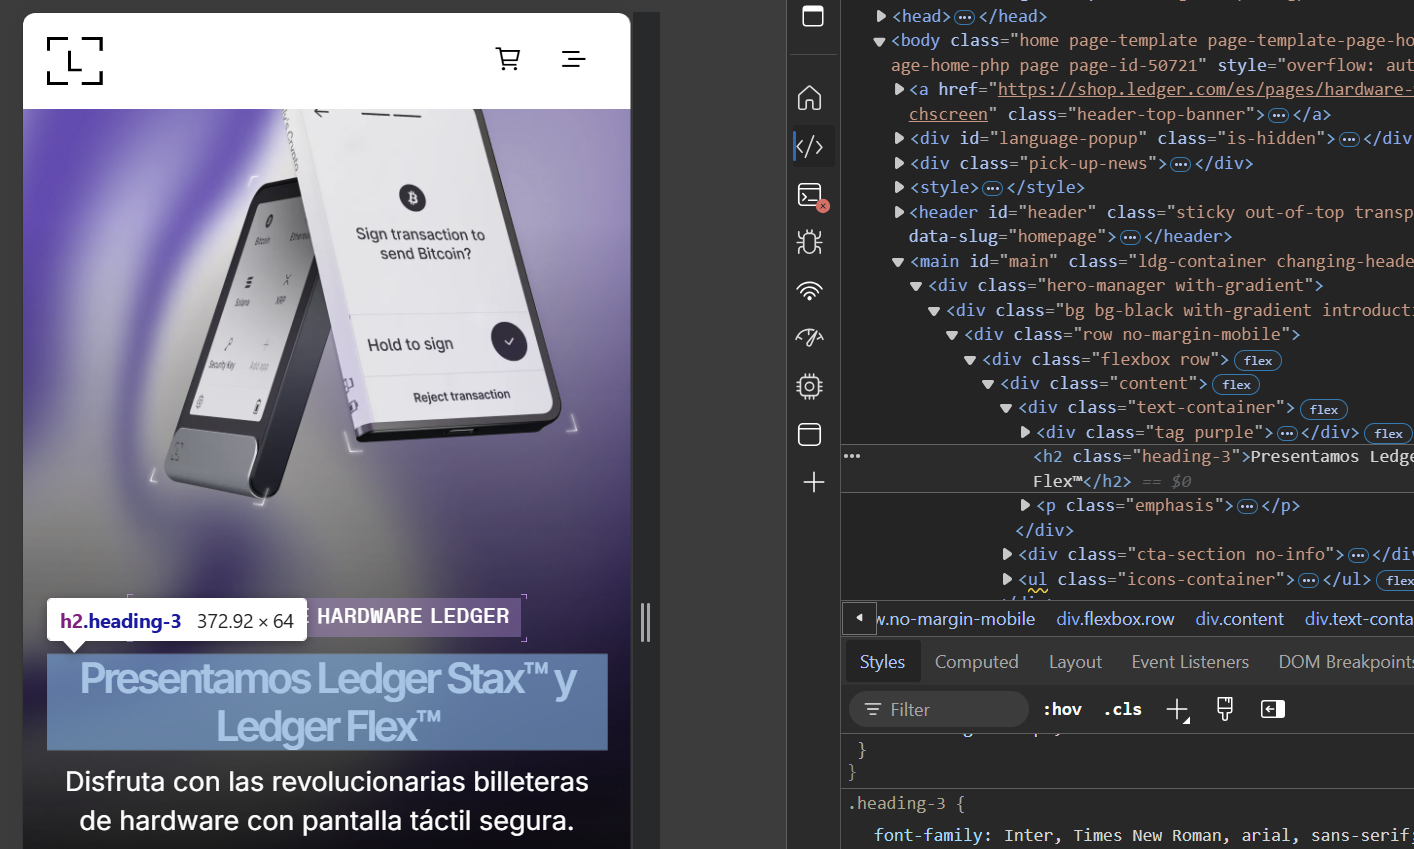 Sign transaction to
send Bitcoin?
Hold to sign
Reject transaction
Bitcoin
Solana
XRP
Security Key
Add app
HARDWARE LEDGER
h2.heading-3 372.92 × 64
Presentamos Ledger Stax™ y
Ledger Flex™
Disfruta con las revolucionarias billeteras
de hardware con pantalla táctil segura.
<head> ••• </head>
<body class="home page-template page-template-page-ho
age-home-php page page-id-50721" style="overflow: aut
<a href="https://shop.ledger.com/es/pages/hardware-
chscreen" class="header-top-banner"> ••• </a>
<div id="language-popup" class="is-hidden"> ••• </div
<div class="pick-up-news"> ••• </div>
<style> ••• </style>
<header id="header" class="sticky out-of-top transp
data-slug="homepage"> ••• </header>
<main id="main" class="ldg-container changing-heade
<div class="hero-manager with-gradient">
<div class="bg bg-black with-gradient introducti
<div class="row no-margin-mobile">
<div class="flexbox row"> flex
<div class="content"> flex
<div class="text-container"> flex
<div class="tag purple"> ••• </div> flex
••• <h2 class="heading-3">Presentamos Ledge
Flex™</h2> == $0
<p class="emphasis"> ••• </p>
</div>
<div class="cta-section no-info"> ••• </div
<ul class="icons-container"> ••• </ul> flex
w.no-margin-mobile div.flexbox.row div.content div.text-conta
Styles Computed Layout Event Listeners DOM Breakpoints
Filter :hov .cls
}
}
.heading-3 {
font-family: Inter, Times New Roman, arial, sans-serif;